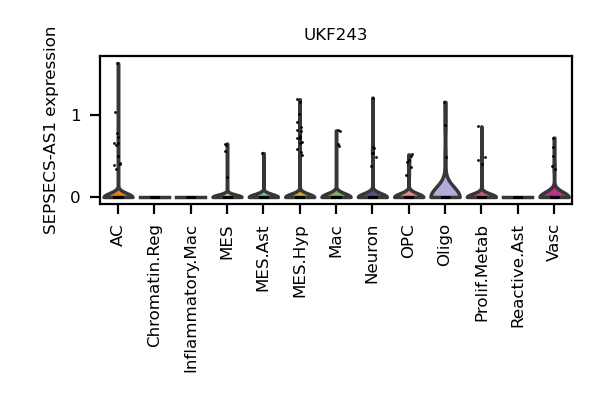 UKF243
SEPSECS-AS1 expression
1
0
AC
Chromatin.Reg
Inflammatory.Mac
MES
MES.Ast
MES.Hyp
Mac
Neuron
OPC
Oligo
Prolif.Metab
Reactive.Ast
Vasc